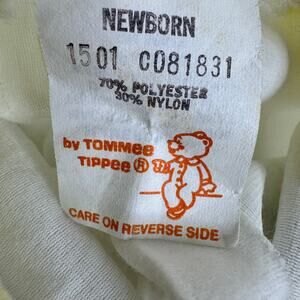 NEWBORN
1501 C081831
70% POLYESTER
30% NYLON
by TOMMEE
TIPPEE ®
CARE ON REVERSE SIDE